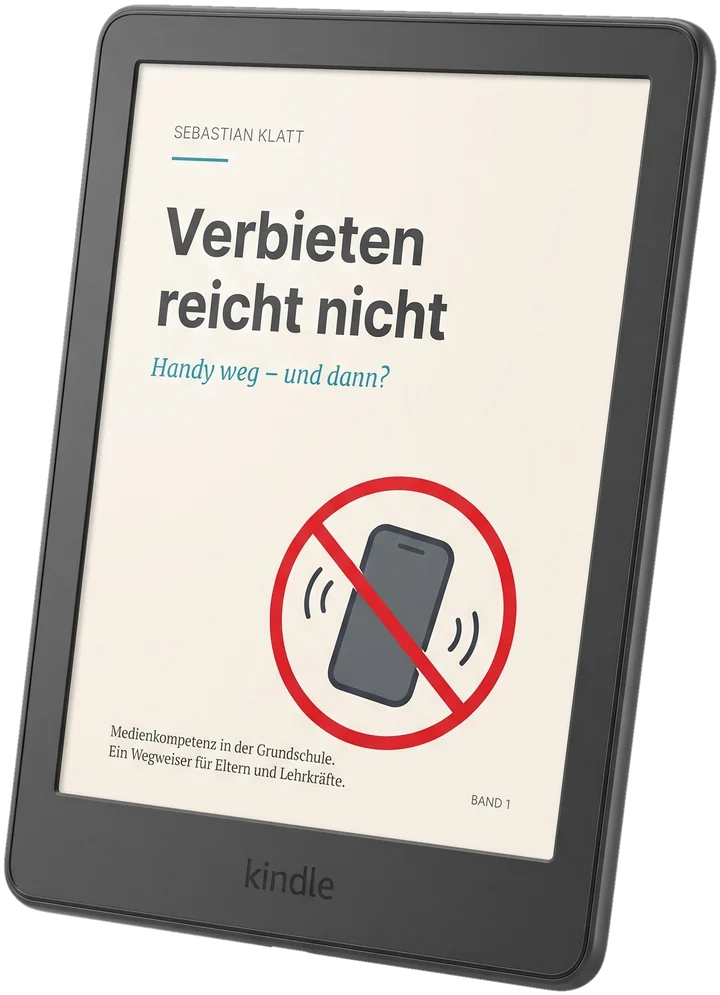 SEBASTIAN KLATT
Verbieten
reicht nicht
Handy weg – und dann?
Medienkompetenz in der Grundschule.
Ein Wegweiser für Eltern und Lehrkräfte.
BAND 1
kindle